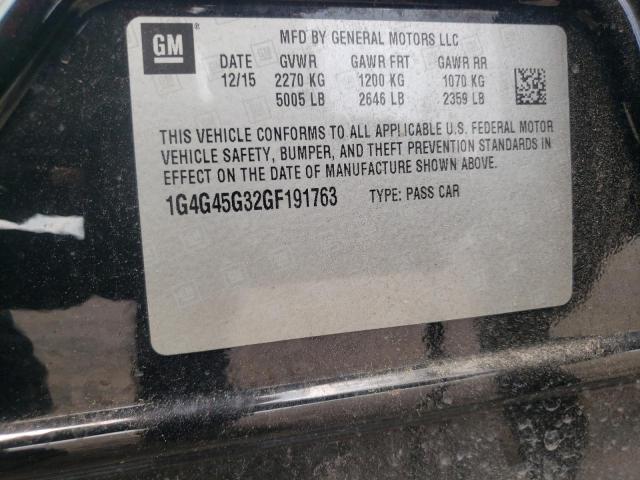 GM
®
MFD BY GENERAL MOTORS LLC
DATE GVWR GAWR FRT GAWR RR
12/15 2270 KG 1200 KG 1070 KG
5005 LB 2646 LB 2359 LB
THIS VEHICLE CONFORMS TO ALL APPLICABLE U.S. FEDERAL MOTOR
VEHICLE SAFETY, BUMPER, AND THEFT PREVENTION STANDARDS IN
EFFECT ON THE DATE OF MANUFACTURE SHOWN ABOVE.
1G4G45G32GF191763 TYPE: PASS CAR